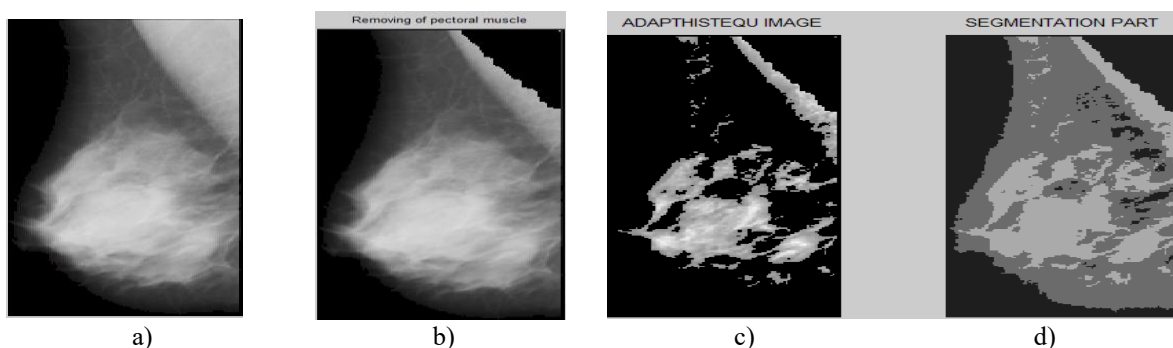 Removing of pectoral muscle
ADAPTHISTEQU IMAGE
SEGMENTATION PART
a)
b)
c)
d)